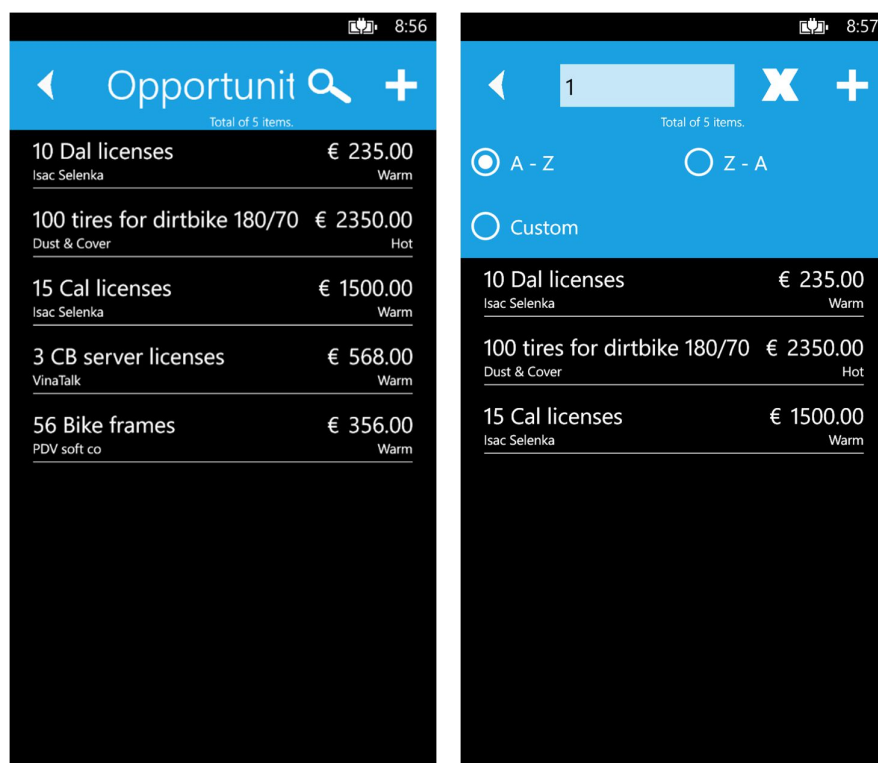 8:56
Opportunit
Total of 5 items.
10 Dal licenses € 235.00
Isac Selenka Warm
100 tires for dirtbike 180/70 € 2350.00
Dust & Cover Hot
15 Cal licenses € 1500.00
Isac Selenka Warm
3 CB server licenses € 568.00
VinaTalk Warm
56 Bike frames € 356.00
PDV soft co Warm
8:57
1
Total of 5 items.
A - Z Z - A
Custom
10 Dal licenses € 235.00
Isac Selenka Warm
100 tires for dirtbike 180/70 € 2350.00
Dust & Cover Hot
15 Cal licenses € 1500.00
Isac Selenka Warm